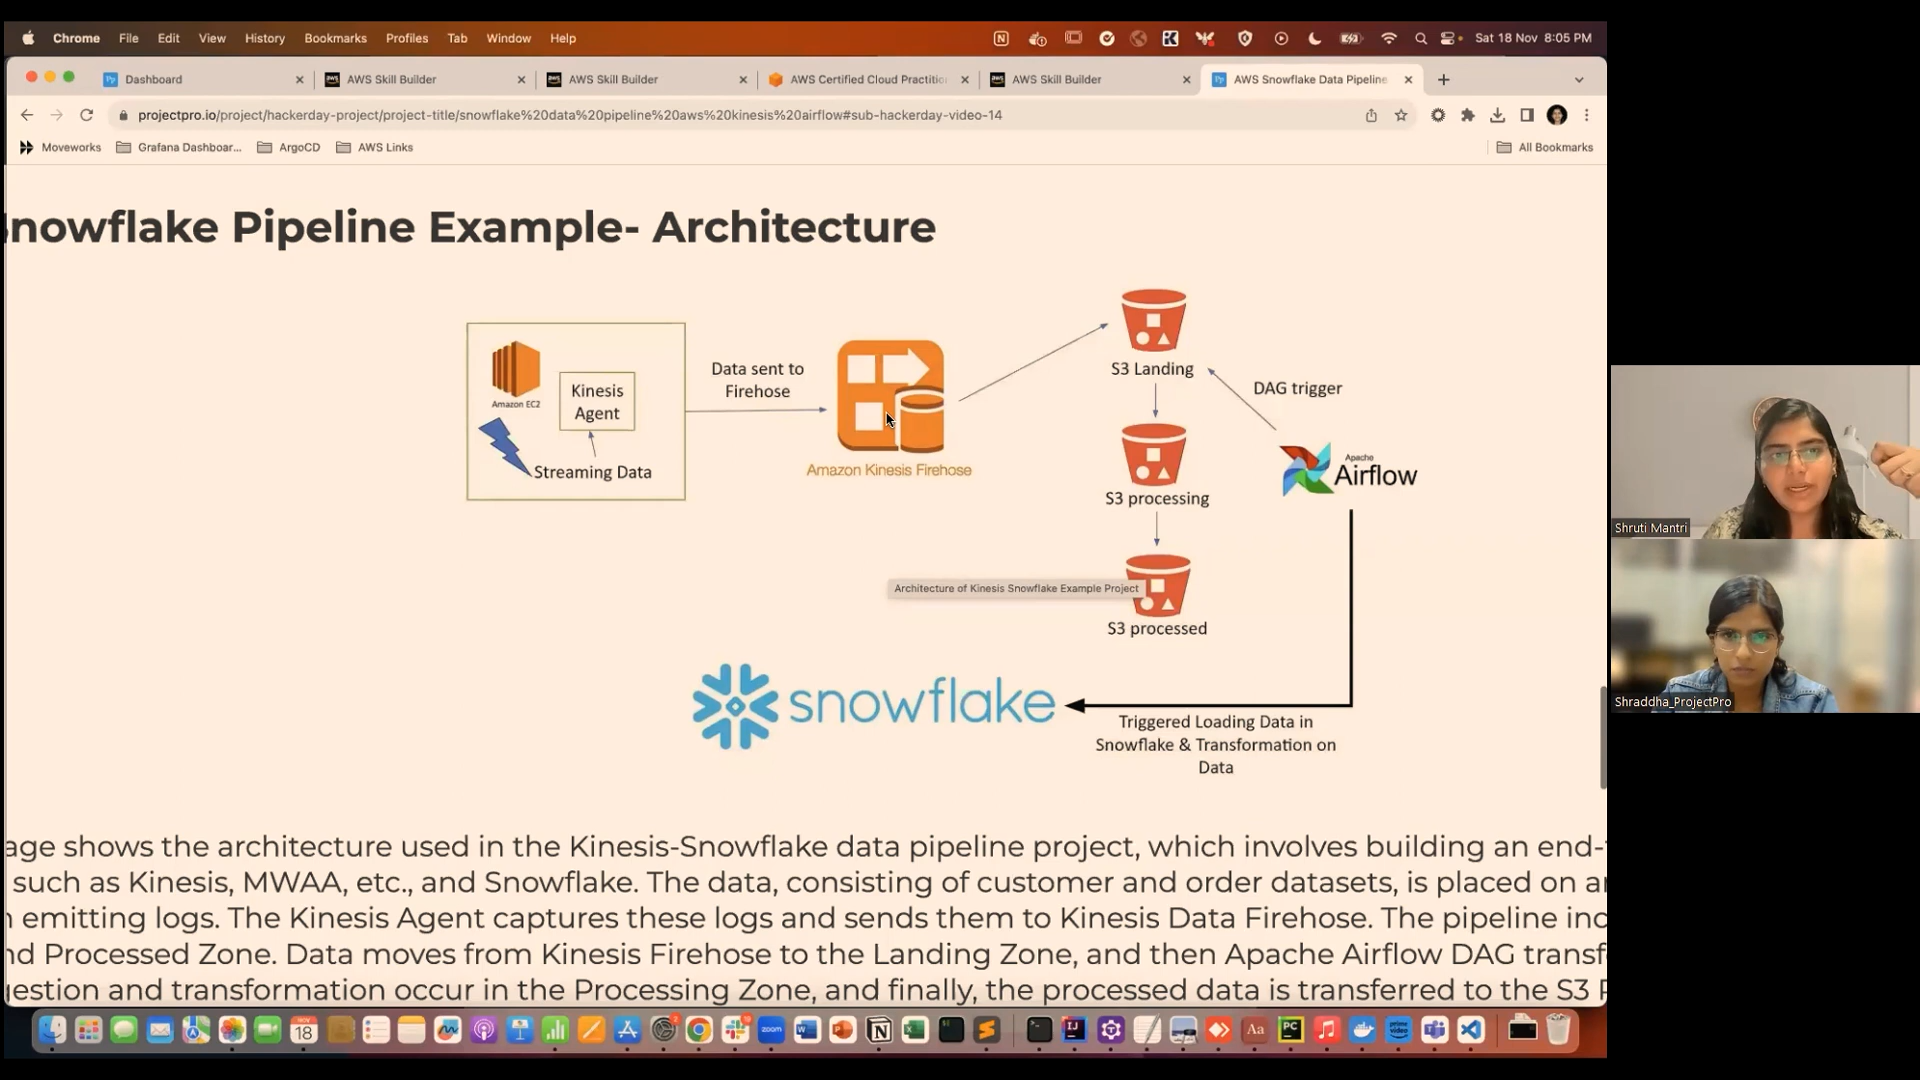 Chrome File Edit View History Bookmarks Profiles Tab Window Help Sat 18 Nov 8:05 PM
Dashboard AWS Skill Builder AWS Skill Builder AWS Certified Cloud Practitio AWS Skill Builder AWS Snowflake Data Pipeline
projectpro.io/project/hackerday-project/project-title/snowflake%20data%20pipeline%20aws%20kinesis%20airflow#sub-hackerday-video-14
Moveworks Grafana Dashboar... ArgoCD AWS Links All Bookmarks
nowflake Pipeline Example- Architecture
Amazon EC2
Kinesis
Agent
Streaming Data
Data sent to
Firehose
Amazon Kinesis Firehose
S3 Landing
DAG trigger
S3 processing
Apache
Airflow
Architecture of Kinesis Snowflake Example Project
S3 processed
snowflake
Triggered Loading Data in
Snowflake & Transformation on
Data
age shows the architecture used in the Kinesis-Snowflake data pipeline project, which involves building an end-
such as Kinesis, MWAA, etc., and Snowflake. The data, consisting of customer and order datasets, is placed on a
emitting logs. The Kinesis Agent captures these logs and sends them to Kinesis Data Firehose. The pipeline inc
nd Processed Zone. Data moves from Kinesis Firehose to the Landing Zone, and then Apache Airflow DAG transf
estion and transformation occur in the Processing Zone, and finally, the processed data is transferred to the S3
Shruti Mantri
Shraddha_ProjectPro